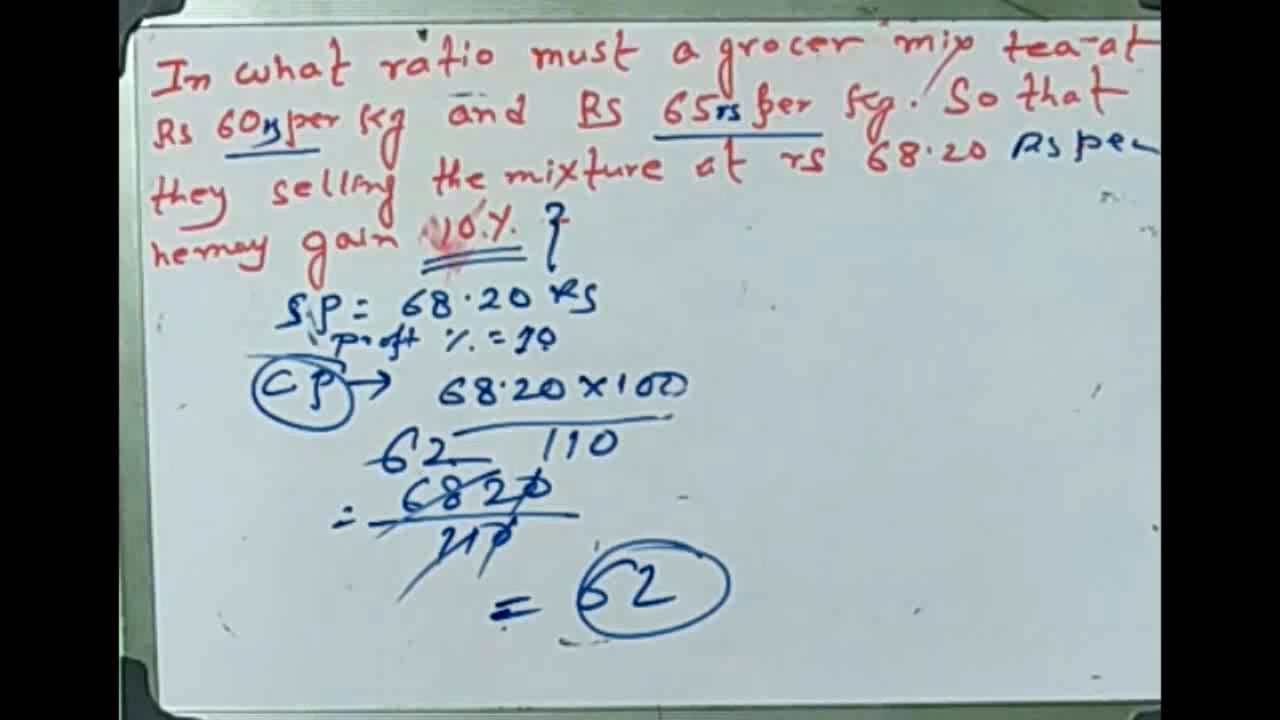 In what ratio must a grocer mix tea-at
Rs 60rs per kg and Rs 65rs per kg. So that
they selling the mixture at rs 68.20 Rs per
he may gain 10.%. ?
S.P = 68.20 RS
profit % = 10
CP → 68.20 × 100
110
62
= 6820
110
= 62